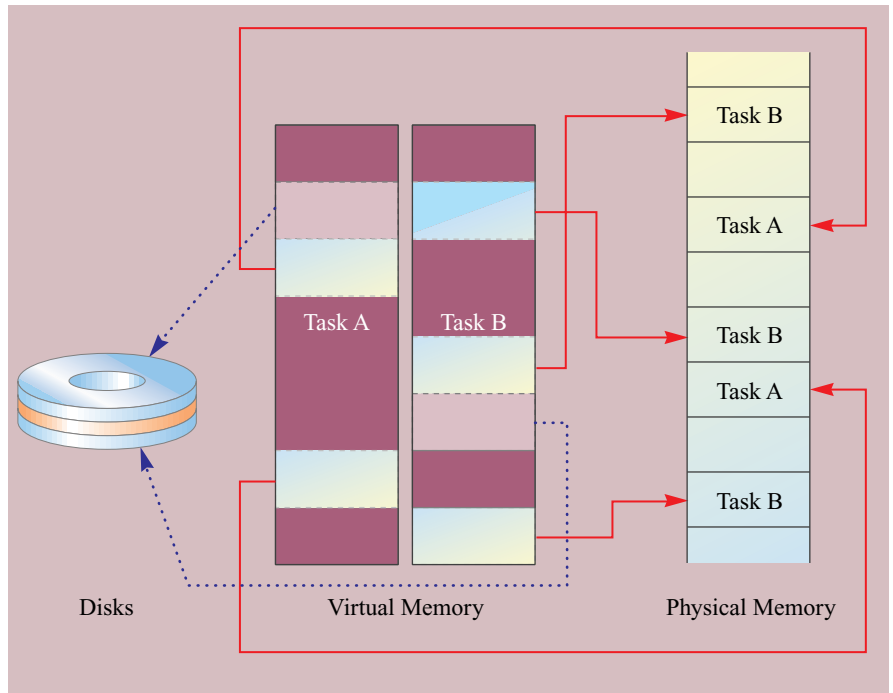 Task B
Task A
Task A
Task B
Task B
Task A
Task B
Disks
Virtual Memory
Physical Memory